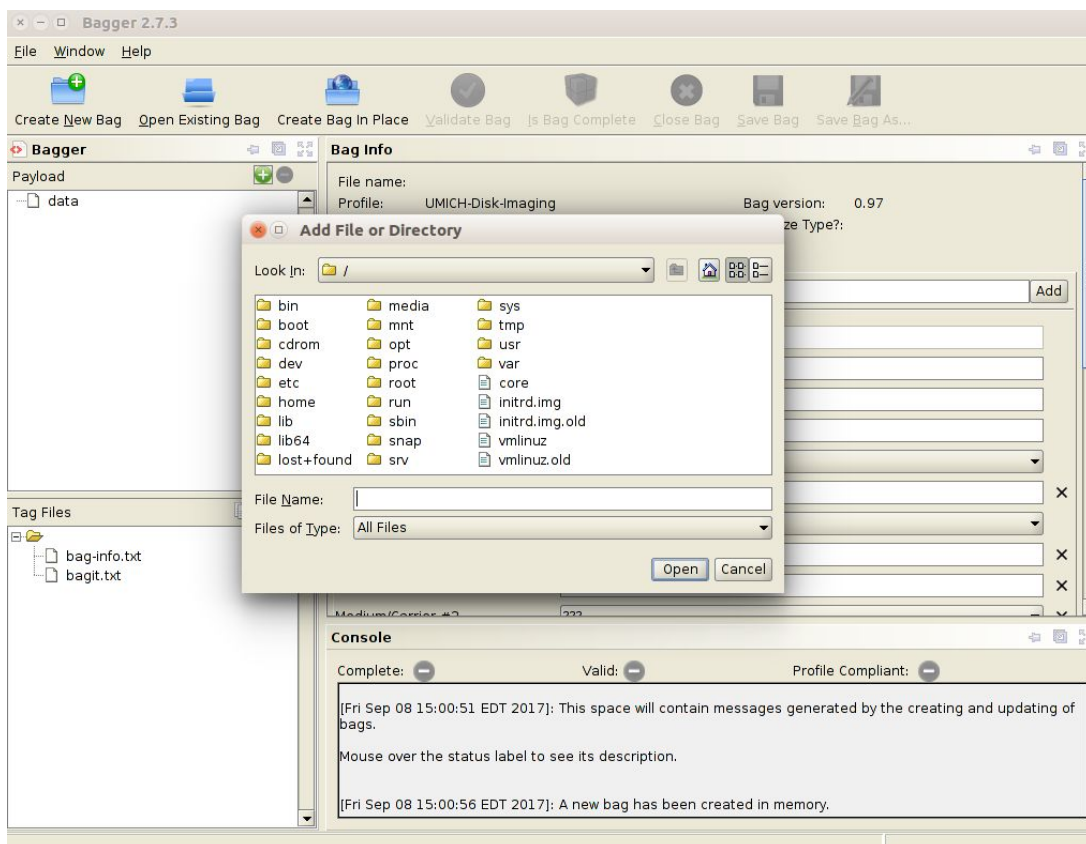 Bagger 2.7.3
File Window Help
Create New Bag Open Existing Bag Create Bag In Place Validate Bag Is Bag Complete Close Bag Save Bag Save Bag As...
Bagger
Payload
data
Tag Files
bag-info.txt
bagit.txt
Bag Info
File name:
Profile: UMICH-Disk-Imaging Bag version: 0.97
ze Type?:
Add
Add File or Directory
Look In: /
bin media sys
boot mnt tmp
cdrom opt usr
dev proc var
etc root core
home run initrd.img
lib sbin initrd.img.old
lib64 snap vmlinuz
lost+found srv vmlinuz.old
File Name:
Files of Type: All Files
Open Cancel
Medium/Carrier #2 ???
Console
Complete: Valid: Profile Compliant:
[Fri Sep 08 15:00:51 EDT 2017]: This space will contain messages generated by the creating and updating of
bags.
Mouse over the status label to see its description.
[Fri Sep 08 15:00:56 EDT 2017]: A new bag has been created in memory.